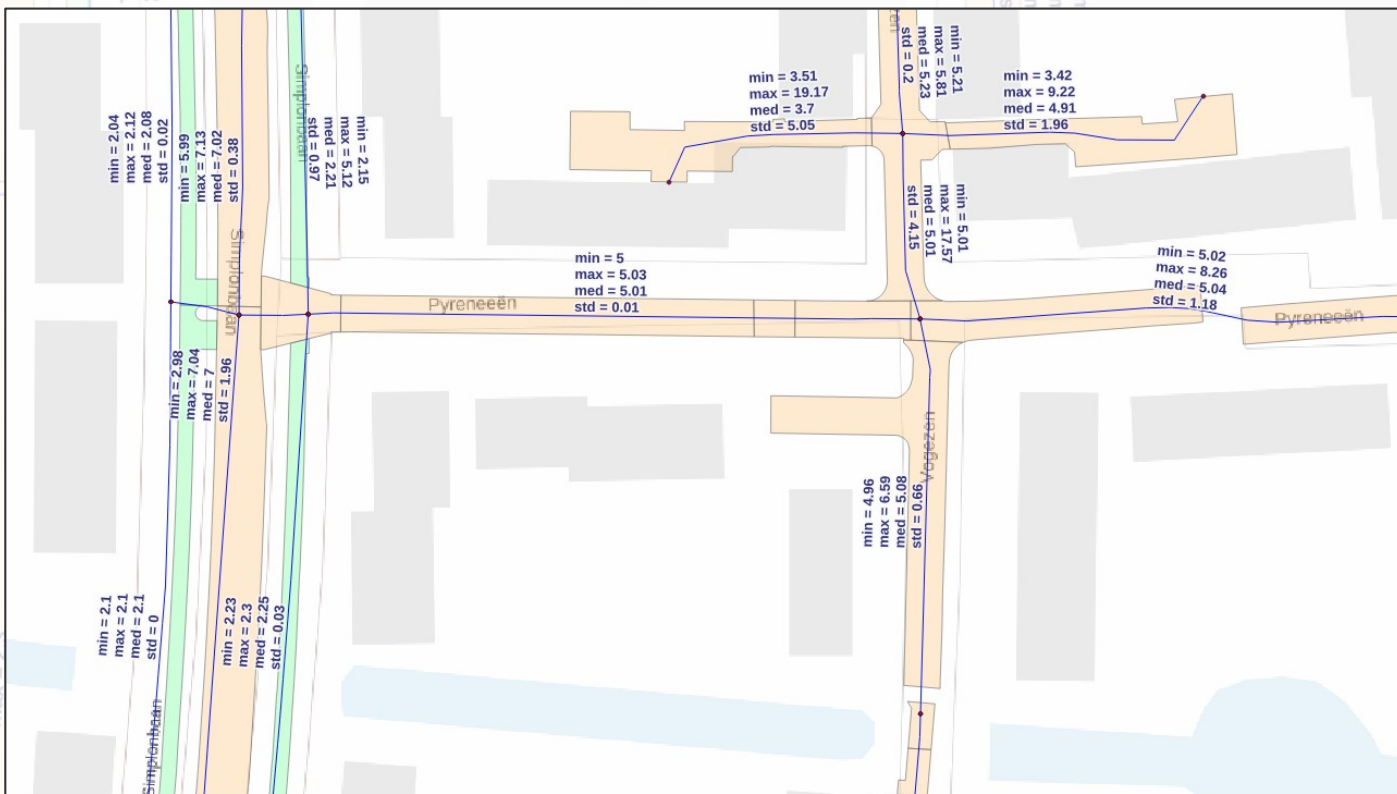 min = 2.04
max = 2.12
med = 2.08
std = 0.02
min = 5.99
max = 7.13
med = 7.02
std = 0.38
Simplonbaan
min = 2.15
max = 5.12
med = 2.21
std = 0.97
min = 3.51
max = 19.17
med = 3.7
std = 5.05
min = 5.21
max = 5.81
med = 5.23
std = 0.2
min = 3.42
max = 9.22
med = 4.91
std = 1.96
Simplonbaan
min = 5
max = 5.03
med = 5.01
std = 0.01
Pyreneeën
min = 5.01
max = 17.57
med = 5.01
std = 4.15
min = 5.02
max = 8.26
med = 5.04
std = 1.18
Pyreneeën
min = 2.98
max = 7.04
med = 7
std = 1.96
Vogezen
min = 4.96
max = 6.59
med = 5.08
std = 0.66
min = 2.1
max = 2.1
med = 2.1
std = 0
min = 2.23
max = 2.3
med = 2.25
std = 0.03
Simplonbaan